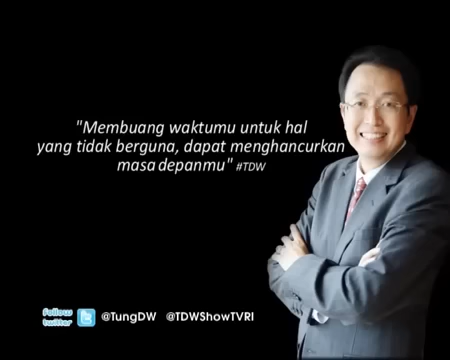 "Membuang waktumu untuk hal
yang tidak berguna, dapat menghancurkan
masa depanmu" #TDW
follow
twitter
@TungDW @TDWShowTVRI